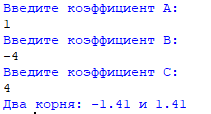 Введите коэффициент A:
1
Введите коэффициент B:
-4
Введите коэффициент C:
4
Два корня: -1.41 и 1.41